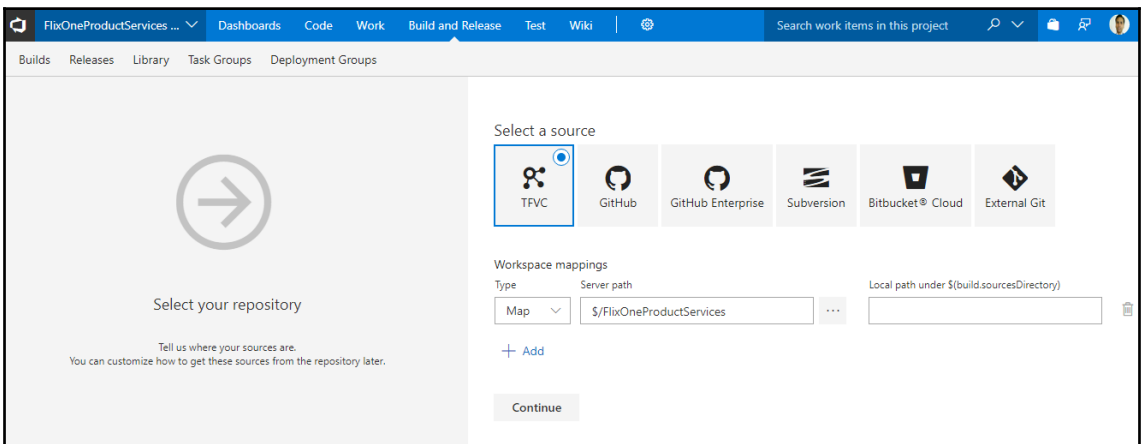 FlixOneProductServices ... Dashboards Code Work Build and Release Test Wiki Search work items in this project
Builds Releases Library Task Groups Deployment Groups
Select a source
TFVC GitHub GitHub Enterprise Subversion Bitbucket® Cloud External Git
Workspace mappings
Type Server path Local path under $(build.sourcesDirectory)
Map $/FlixOneProductServices ...
+ Add
Continue
Select your repository
Tell us where your sources are.
You can customize how to get these sources from the repository later.